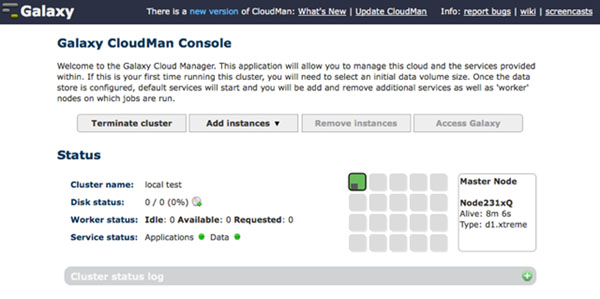 Galaxy
There is a new version of CloudMan: What's New | Update CloudMan Info: report bugs | wiki | screencasts
Galaxy CloudMan Console
Welcome to the Galaxy Cloud Manager. This application will allow you to manage this cloud and the services provided
within. If this is your first time running this cluster, you will need to select an initial data volume size. Once the data
store is configured, default services will start and you will be add and remove additional services as well as 'worker'
nodes on which jobs are run.
Terminate cluster
Add instances ▼
Remove instances
Access Galaxy
Status
Cluster name: local test
Disk status: 0 / 0 (0%)
Worker status: Idle: 0 Available: 0 Requested: 0
Service status: Applications Data
Master Node
Node231xQ
Alive: 8m 6s
Type: d1.xtreme
Cluster status log